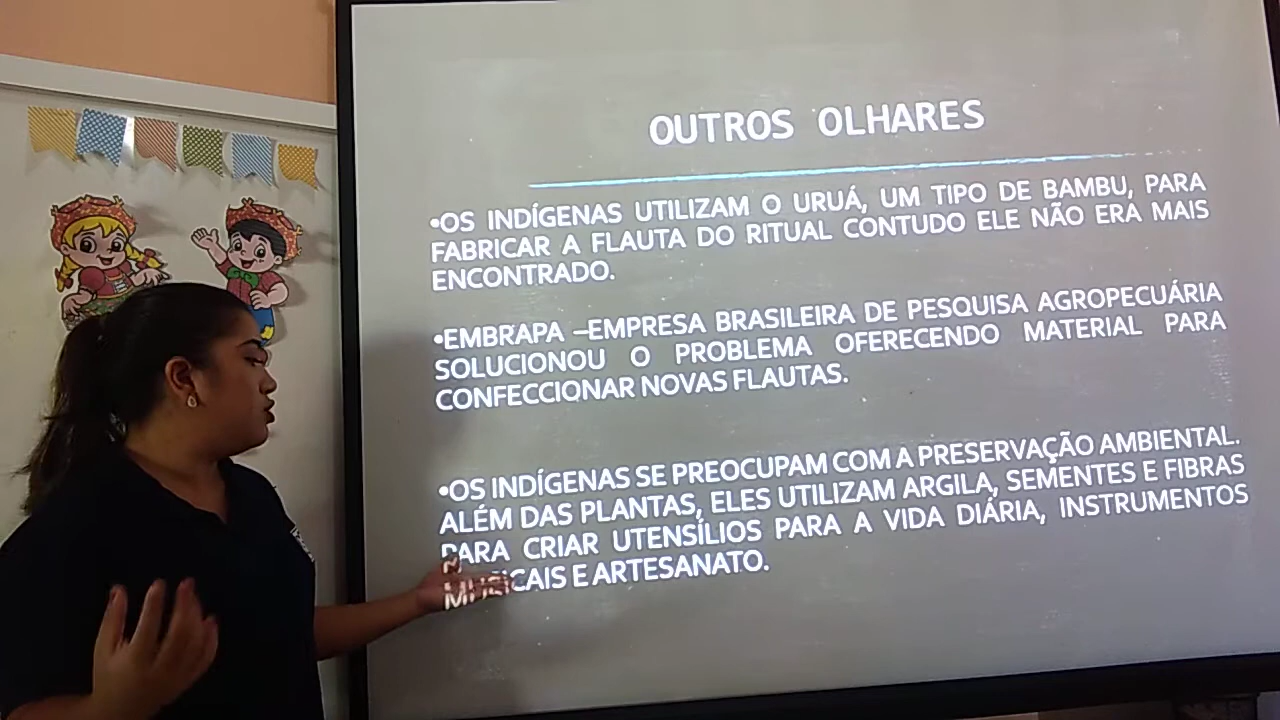 OUTROS OLHARES
•OS INDÍGENAS UTILIZAM O URUÁ, UM TIPO DE BAMBU, PARA
FABRICAR A FLAUTA DO RITUAL CONTUDO ELE NÃO ERA MAIS
ENCONTRADO.
•EMBRAPA –EMPRESA BRASILEIRA DE PESQUISA AGROPECUÁRIA
SOLUCIONOU O PROBLEMA OFERECENDO MATERIAL PARA
CONFECCIONAR NOVAS FLAUTAS.
•OS INDÍGENAS SE PREOCUPAM COM A PRESERVAÇÃO AMBIENTAL.
ALÉM DAS PLANTAS, ELES UTILIZAM ARGILA, SEMENTES E FIBRAS
PARA CRIAR UTENSÍLIOS PARA A VIDA DIÁRIA, INSTRUMENTOS
MUSICAIS E ARTESANATO.